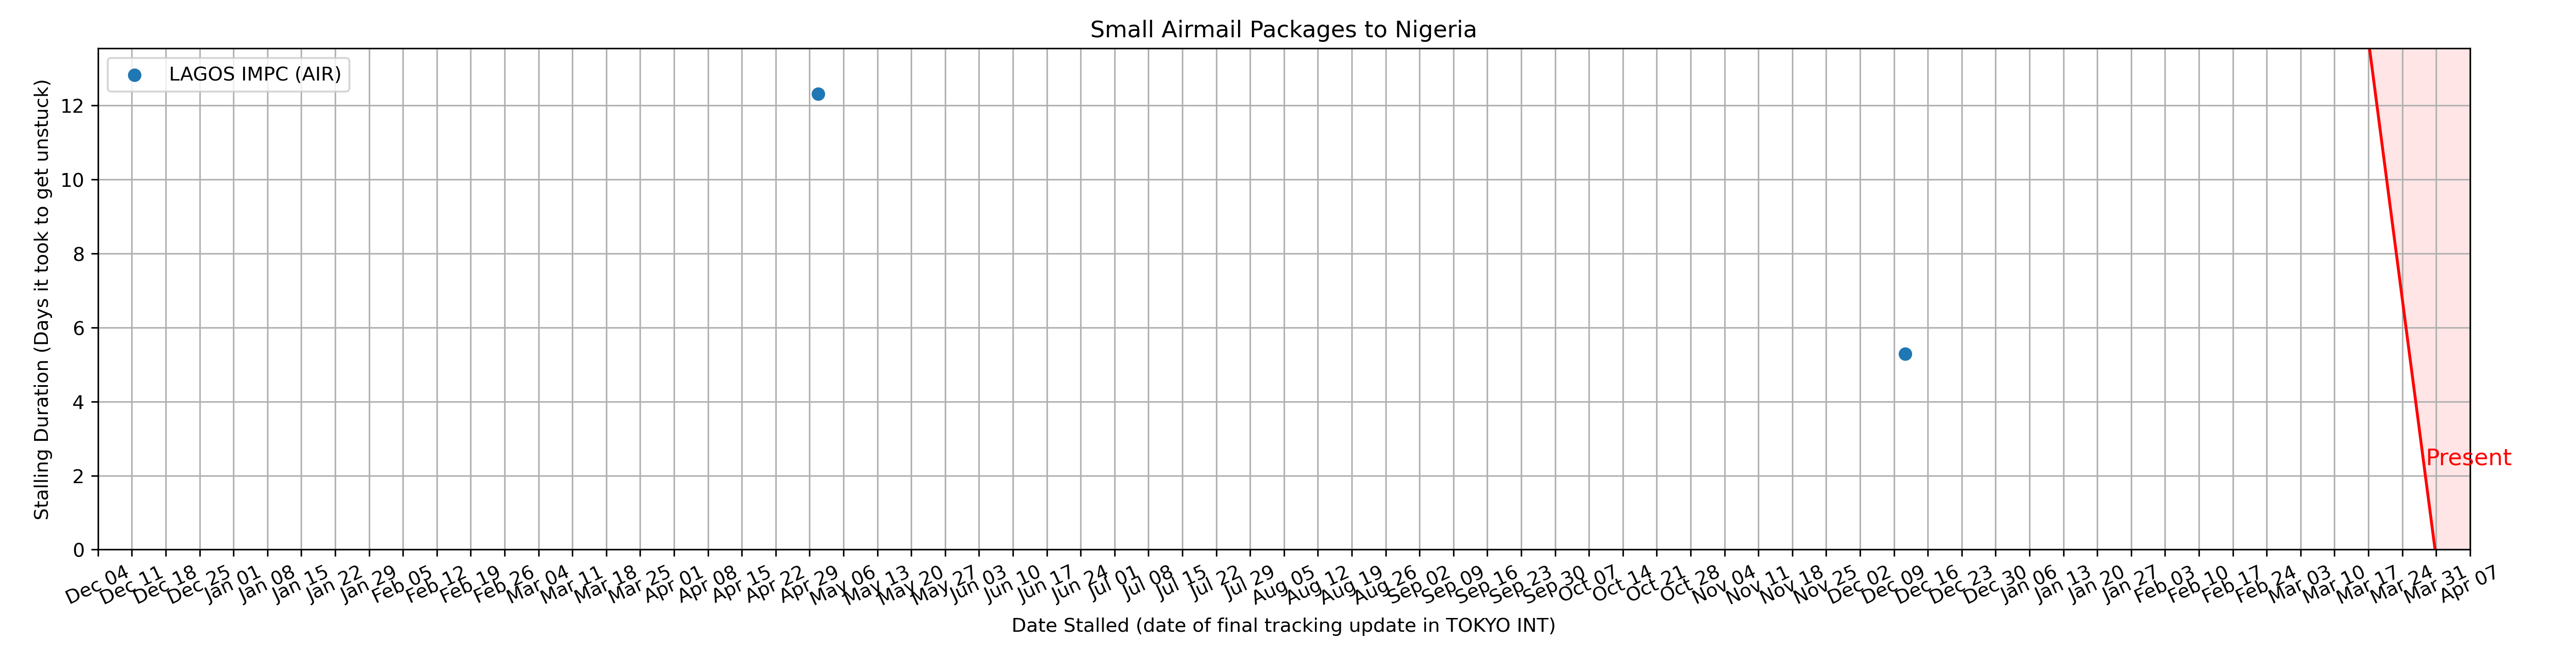 Small Airmail Packages to Nigeria
LAGOS IMPC (AIR)
Stalling Duration (Days it took to get unstuck)
12
10
8
6
4
2
0
Present
Dec 04
Dec 11
Dec 18
Dec 25
Jan 01
Jan 08
Jan 15
Jan 22
Jan 29
Feb 05
Feb 12
Feb 19
Feb 26
Mar 04
Mar 11
Mar 18
Mar 25
Apr 01
Apr 08
Apr 15
Apr 22
Apr 29
May 06
May 13
May 20
May 27
Jun 03
Jun 10
Jun 17
Jun 24
Jul 01
Jul 08
Jul 15
Jul 22
Jul 29
Aug 05
Aug 12
Aug 19
Aug 26
Sep 02
Sep 09
Sep 16
Sep 23
Sep 30
Oct 07
Oct 14
Oct 21
Oct 28
Nov 04
Nov 11
Nov 18
Nov 25
Dec 02
Dec 09
Dec 16
Dec 23
Dec 30
Jan 06
Jan 13
Jan 20
Jan 27
Feb 03
Feb 10
Feb 17
Feb 24
Mar 03
Mar 10
Mar 17
Mar 24
Mar 31
Apr 07
Date Stalled (date of final tracking update in TOKYO INT)